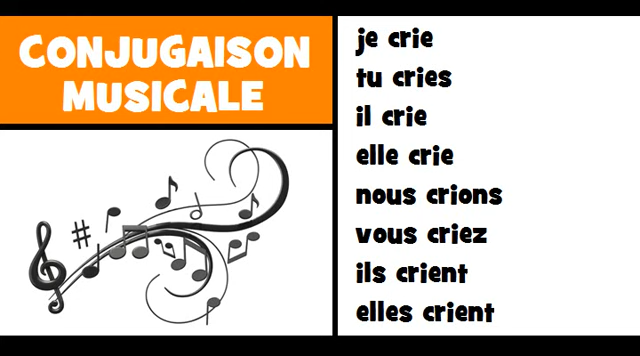 CONJUGAISON
MUSICALE
je crie
tu cries
il crie
elle crie
nous crions
vous criez
ils crient
elles crient